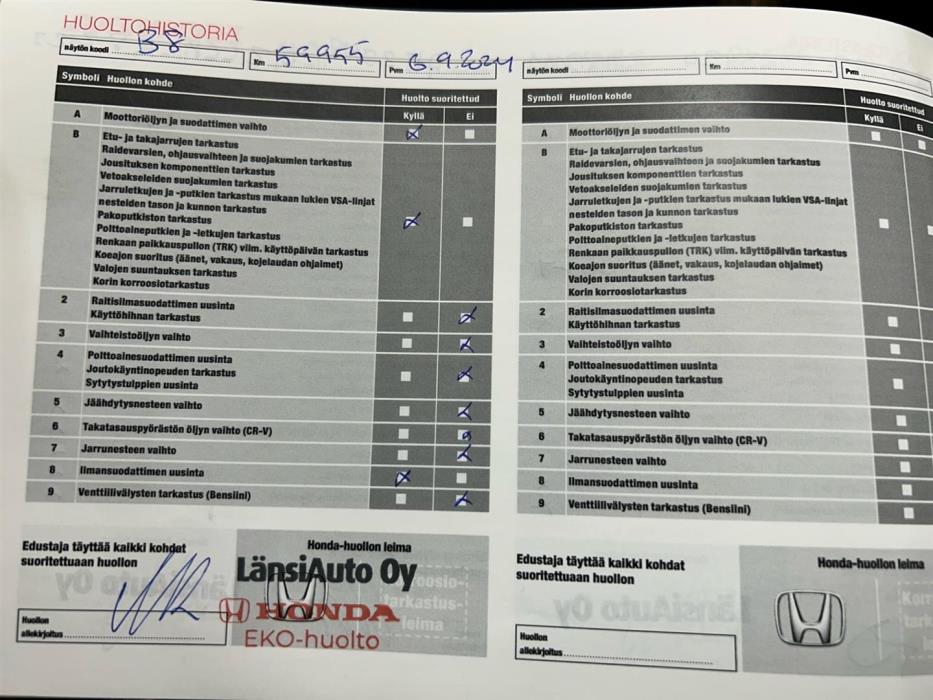 HUOLTOHISTORIA
näytön koodi B8 Km 59955 Pvm 6.9.2024
Symboli Huollon kohde Huolto suoritettud
Kyllä Ei
A Moottoriöljyn ja suodattimen vaihto
B Etu- ja takajarrujen tarkastus
Raidevarsien, ohjausvaihteen ja suojakumien tarkastus
Jousituksen komponenttien tarkastus
Vetoakseleiden suojakumien tarkastus
Jarruletkujen ja -putkien tarkastus mukaan lukien VSA-linjat
nesteiden tason ja kunnon tarkastus
Pakoputkiston tarkastus
Polttoaineputkien ja -letkujen tarkastus
Renkaan paikkauspullon (TRK) viim. käyttöpäivän tarkastus
Koeajon suoritus (äänet, vakaus, kojelaudan ohjaimet)
Valojen suuntauksen tarkastus
Korin korroosiotarkastus
2 Raitisilmasuodattimen uusinta
Käyttöhihnan tarkastus
3 Vaihteistoöljyn vaihto
4 Polttoainesuodattimen uusinta
Joutokäyntinopeuden tarkastus
Sytytystulppien uusinta
5 Jäähdytysnesteen vaihto
6 Takatasauspyörästön öljyn vaihto (CR-V)
7 Jarrunesteen vaihto
8 Ilmansuodattimen uusinta
9 Venttiilivälysten tarkastus (Bensiini)
Edustaja täyttää kaikki kohdat
suoritettuaan huollon
Honda-huollon leima
LänsiAuto Oy
HONDA
EKO-huolto
roosio-
tarkastus-
leima
Huollon
allekirjoitus
näytön koodi Km Pvm
Symboli Huollon kohde Huolto suoritettud
Kyllä Ei
A Moottoriöljyn ja suodattimen vaihto
B Etu- ja takajarrujen tarkastus
Raidevarsien, ohjausvaihteen ja suojakumien tarkastus
Jousituksen komponenttien tarkastus
Vetoakseleiden suojakumien tarkastus
Jarruletkujen ja -putkien tarkastus mukaan lukien VSA-linjat
nesteiden tason ja kunnon tarkastus
Pakoputkiston tarkastus
Polttoaineputkien ja -letkujen tarkastus
Renkaan paikkauspullon (TRK) viim. käyttöpäivän tarkastus
Koeajon suoritus (äänet, vakaus, kojelaudan ohjaimet)
Valojen suuntauksen tarkastus
Korin korroosiotarkastus
2 Raitisilmasuodattimen uusinta
Käyttöhihnan tarkastus
3 Vaihteistoöljyn vaihto
4 Polttoainesuodattimen uusinta
Joutokäyntinopeuden tarkastus
Sytytystulppien uusinta
5 Jäähdytysnesteen vaihto
6 Takatasauspyörästön öljyn vaihto (CR-V)
7 Jarrunesteen vaihto
8 Ilmansuodattimen uusinta
9 Venttiilivälysten tarkastus (Bensiini)
Edustaja täyttää kaikki kohdat
suoritettuaan huollon
Honda-huollon leima
Huollon
allekirjoitus